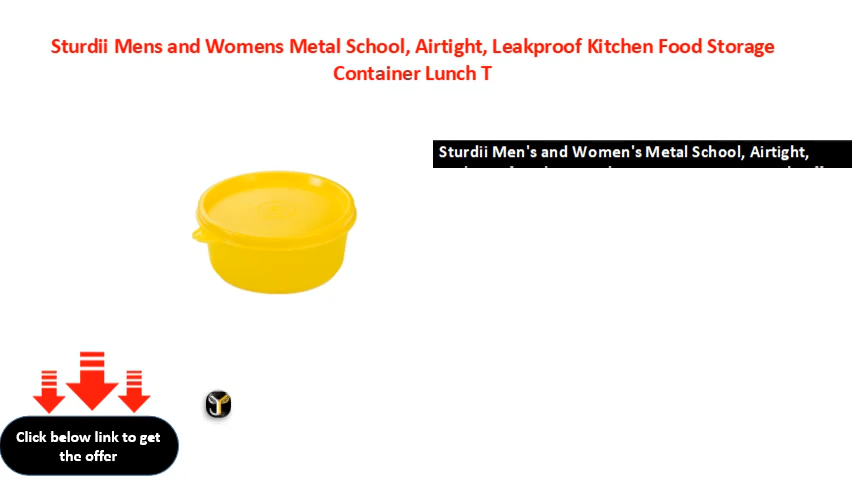 Sturdii Mens and Womens Metal School, Airtight, Leakproof Kitchen Food Storage
Container Lunch T
Sturdii Men's and Women's Metal School, Airtight,
Click below link to get
the offer